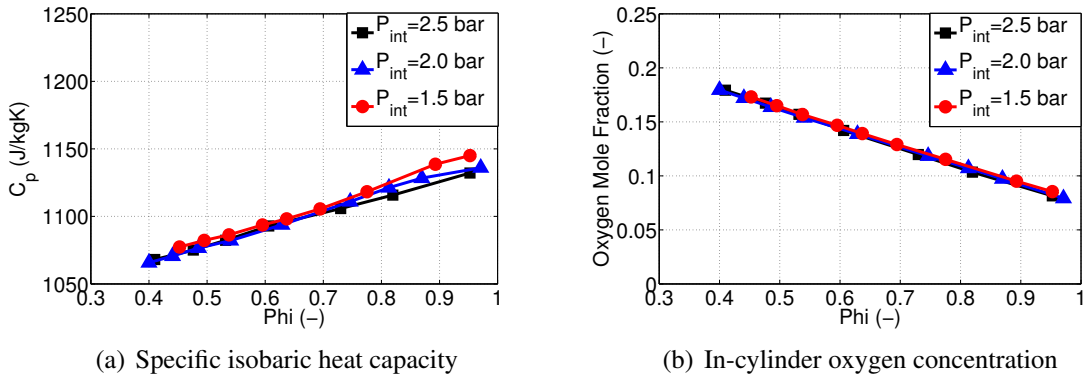 1250
1200
1150
1100
1050
C_p (J/kgK)
0.3 0.4 0.5 0.6 0.7 0.8 0.9 1
Phi (−)
P_int=2.5 bar
P_int=2.0 bar
P_int=1.5 bar
(a) Specific isobaric heat capacity
0.25
0.2
0.15
0.1
0.05
0
Oxygen Mole Fraction (−)
0.3 0.4 0.5 0.6 0.7 0.8 0.9 1
Phi (−)
P_int=2.5 bar
P_int=2.0 bar
P_int=1.5 bar
(b) In-cylinder oxygen concentration